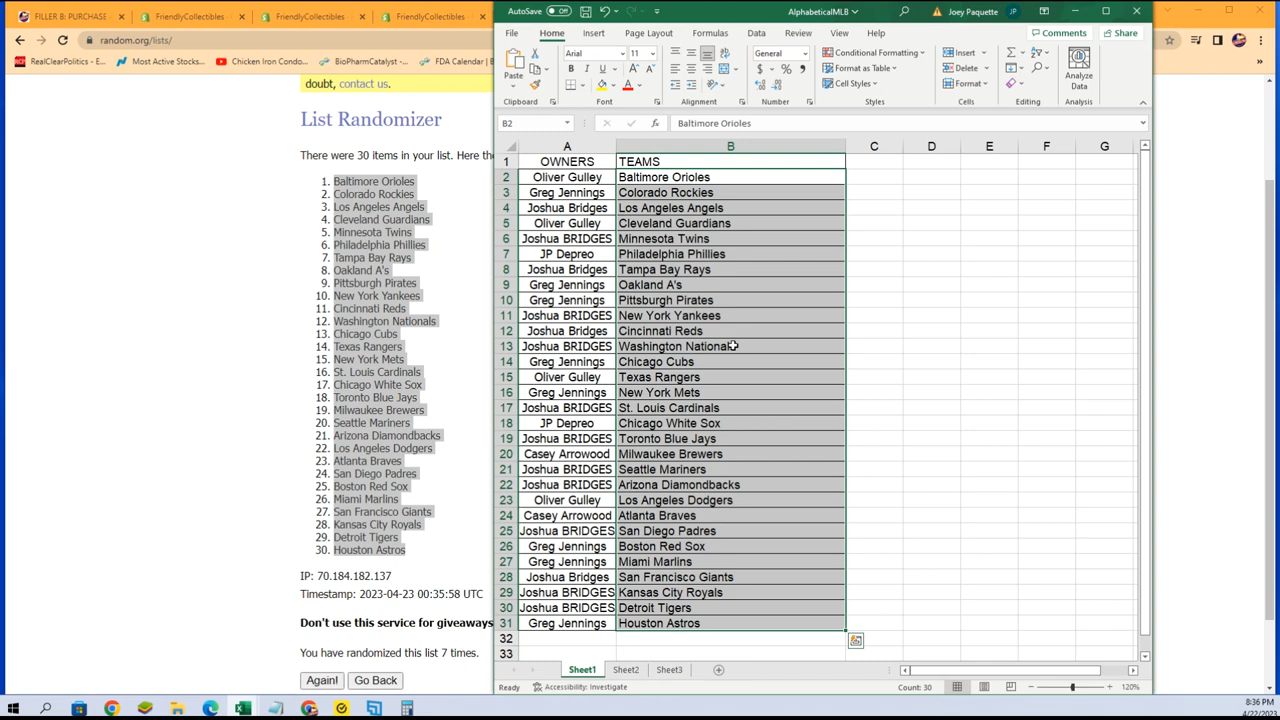 FILLER B: PURCHASE
FriendlyCollectibles
FriendlyCollectibles
FriendlyCollectibles
random.org/lists/
RealClearPolitics - E...
Most Active Stocks...
Chicken Iron Condo...
BioPharmCatalyst -...
FDA Calendar |
doubt, contact us.
List Randomizer
There were 30 items in your list. Here the
1. Baltimore Orioles
2. Colorado Rockies
3. Los Angeles Angels
4. Cleveland Guardians
5. Minnesota Twins
6. Philadelphia Phillies
7. Tampa Bay Rays
8. Oakland A's
9. Pittsburgh Pirates
10. New York Yankees
11. Cincinnati Reds
12. Washington Nationals
13. Chicago Cubs
14. Texas Rangers
15. New York Mets
16. St. Louis Cardinals
17. Chicago White Sox
18. Toronto Blue Jays
19. Milwaukee Brewers
20. Seattle Mariners
21. Arizona Diamondbacks
22. Los Angeles Dodgers
23. Atlanta Braves
24. San Diego Padres
25. Boston Red Sox
26. Miami Marlins
27. San Francisco Giants
28. Kansas City Royals
29. Detroit Tigers
30. Houston Astros
IP: 70.184.182.137
Timestamp: 2023-04-23 00:35:58 UTC
Don't use this service for giveaways
You have randomized this list 7 times.
Again! Go Back
AutoSave Off AlphabeticalMLB Joey Paquette JP
File Home Insert Page Layout Formulas Data Review View Help Comments Share
Paste Arial 11 General Conditional Formatting Insert Analyze Data
B I U A $ % Format as Table Delete
Cell Styles Format
Clipboard Font Alignment Number Styles Cells Editing Analysis
B2 fx Baltimore Orioles
A B C D E F G
1 OWNERS TEAMS
2 Oliver Gulley Baltimore Orioles
3 Greg Jennings Colorado Rockies
4 Joshua Bridges Los Angeles Angels
5 Oliver Gulley Cleveland Guardians
6 Joshua BRIDGES Minnesota Twins
7 JP Depreo Philadelphia Phillies
8 Joshua Bridges Tampa Bay Rays
9 Greg Jennings Oakland A's
10 Greg Jennings Pittsburgh Pirates
11 Joshua BRIDGES New York Yankees
12 Joshua Bridges Cincinnati Reds
13 Joshua BRIDGES Washington Nationals
14 Greg Jennings Chicago Cubs
15 Oliver Gulley Texas Rangers
16 Greg Jennings New York Mets
17 Joshua BRIDGES St. Louis Cardinals
18 JP Depreo Chicago White Sox
19 Joshua BRIDGES Toronto Blue Jays
20 Casey Arrowood Milwaukee Brewers
21 Joshua BRIDGES Seattle Mariners
22 Joshua BRIDGES Arizona Diamondbacks
23 Oliver Gulley Los Angeles Dodgers
24 Casey Arrowood Atlanta Braves
25 Joshua BRIDGES San Diego Padres
26 Greg Jennings Boston Red Sox
27 Greg Jennings Miami Marlins
28 Joshua Bridges San Francisco Giants
29 Joshua BRIDGES Kansas City Royals
30 Joshua BRIDGES Detroit Tigers
31 Greg Jennings Houston Astros
32
33
Sheet1 Sheet2 Sheet3
Ready Accessibility: Investigate Count: 30 120%
8:36 PM
4/22/2023